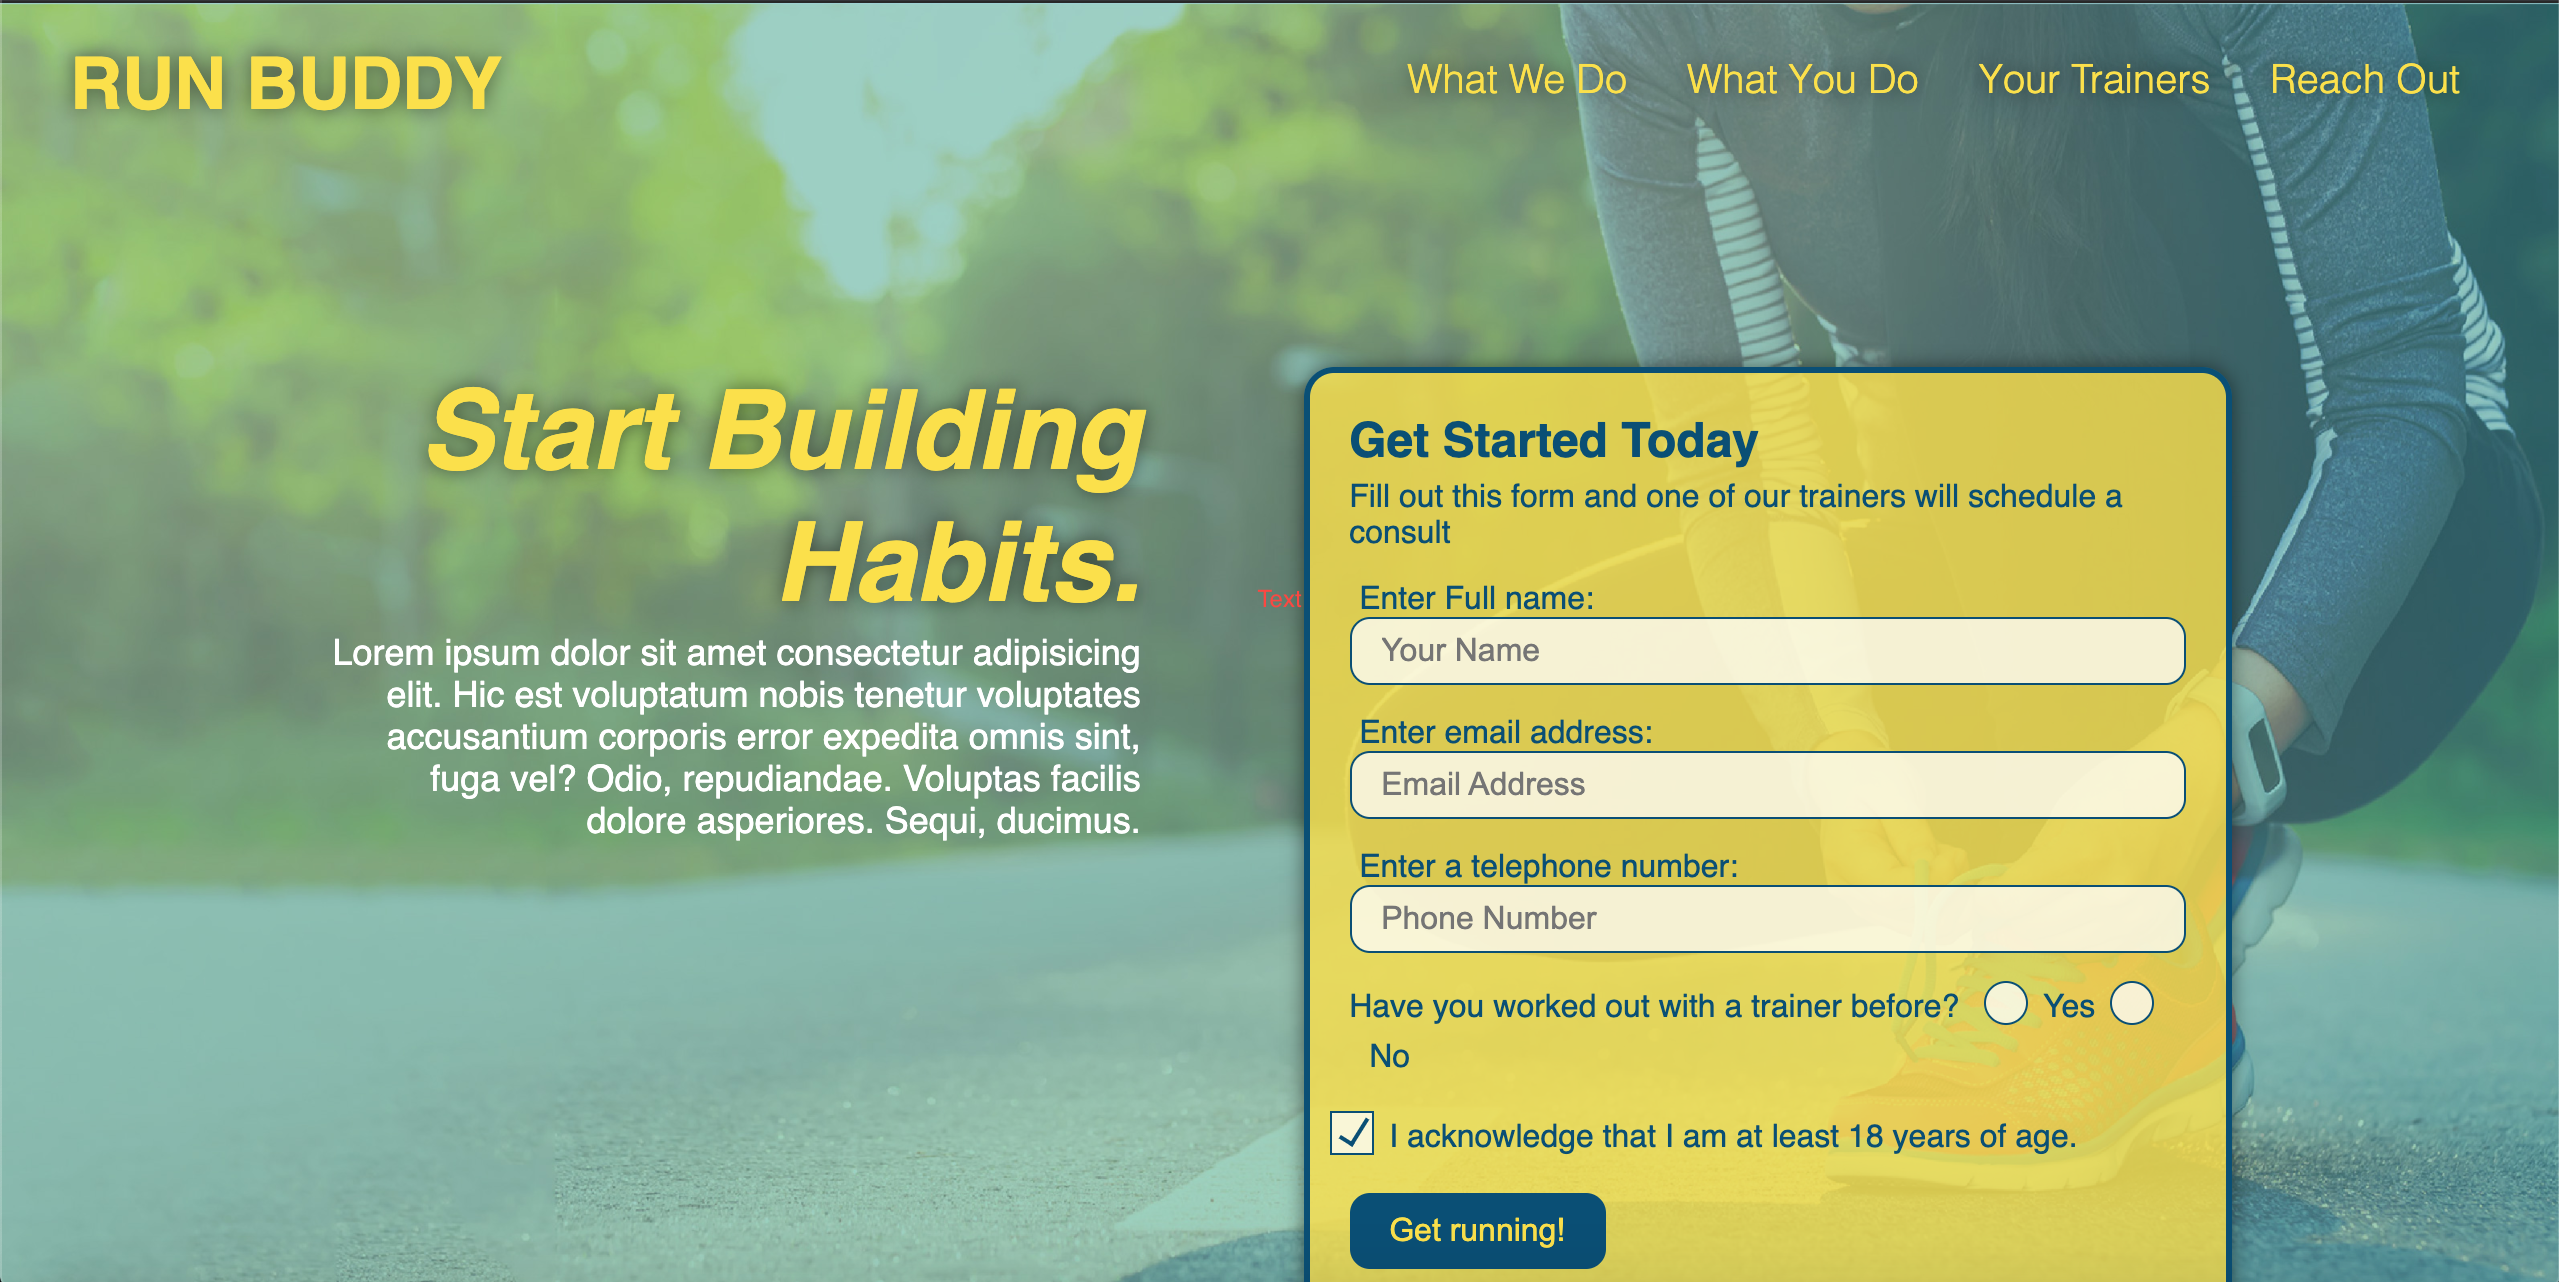 RUN BUDDY
What We Do What You Do Your Trainers Reach Out
Start Building
Habits.
Lorem ipsum dolor sit amet consectetur adipisicing
elit. Hic est voluptatum nobis tenetur voluptates
accusantium corporis error expedita omnis sint,
fuga vel? Odio, repudiandae. Voluptas facilis
dolore asperiores. Sequi, ducimus.
Text
Get Started Today
Fill out this form and one of our trainers will schedule a
consult
Enter Full name:
Your Name
Enter email address:
Email Address
Enter a telephone number:
Phone Number
Have you worked out with a trainer before? Yes
No
I acknowledge that I am at least 18 years of age.
Get running!